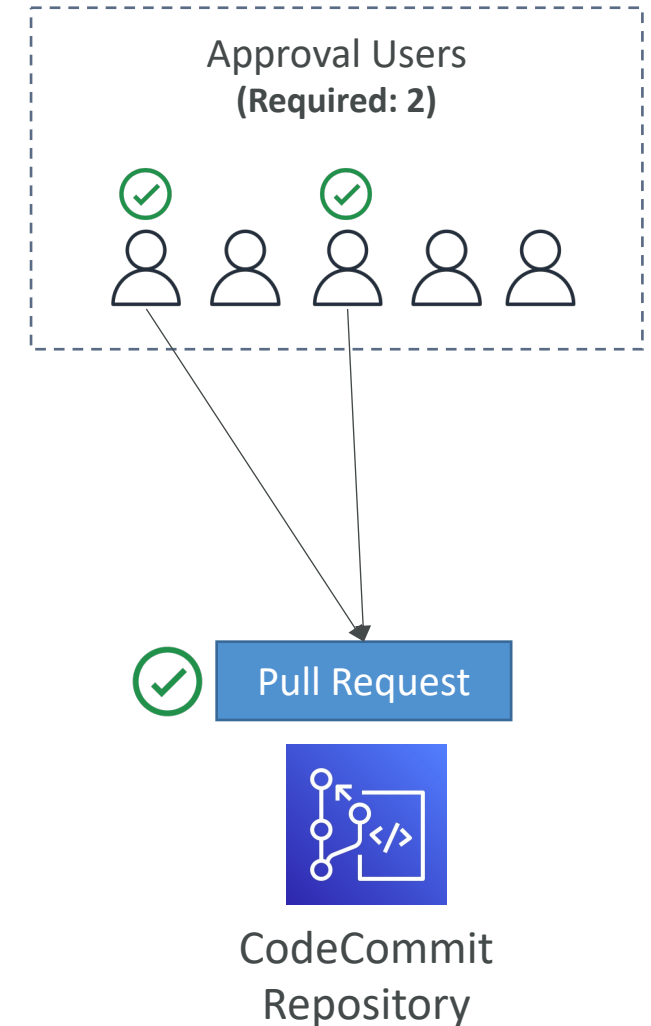 Approval Users
(Required: 2)
Pull Request
</>
CodeCommit
Repository